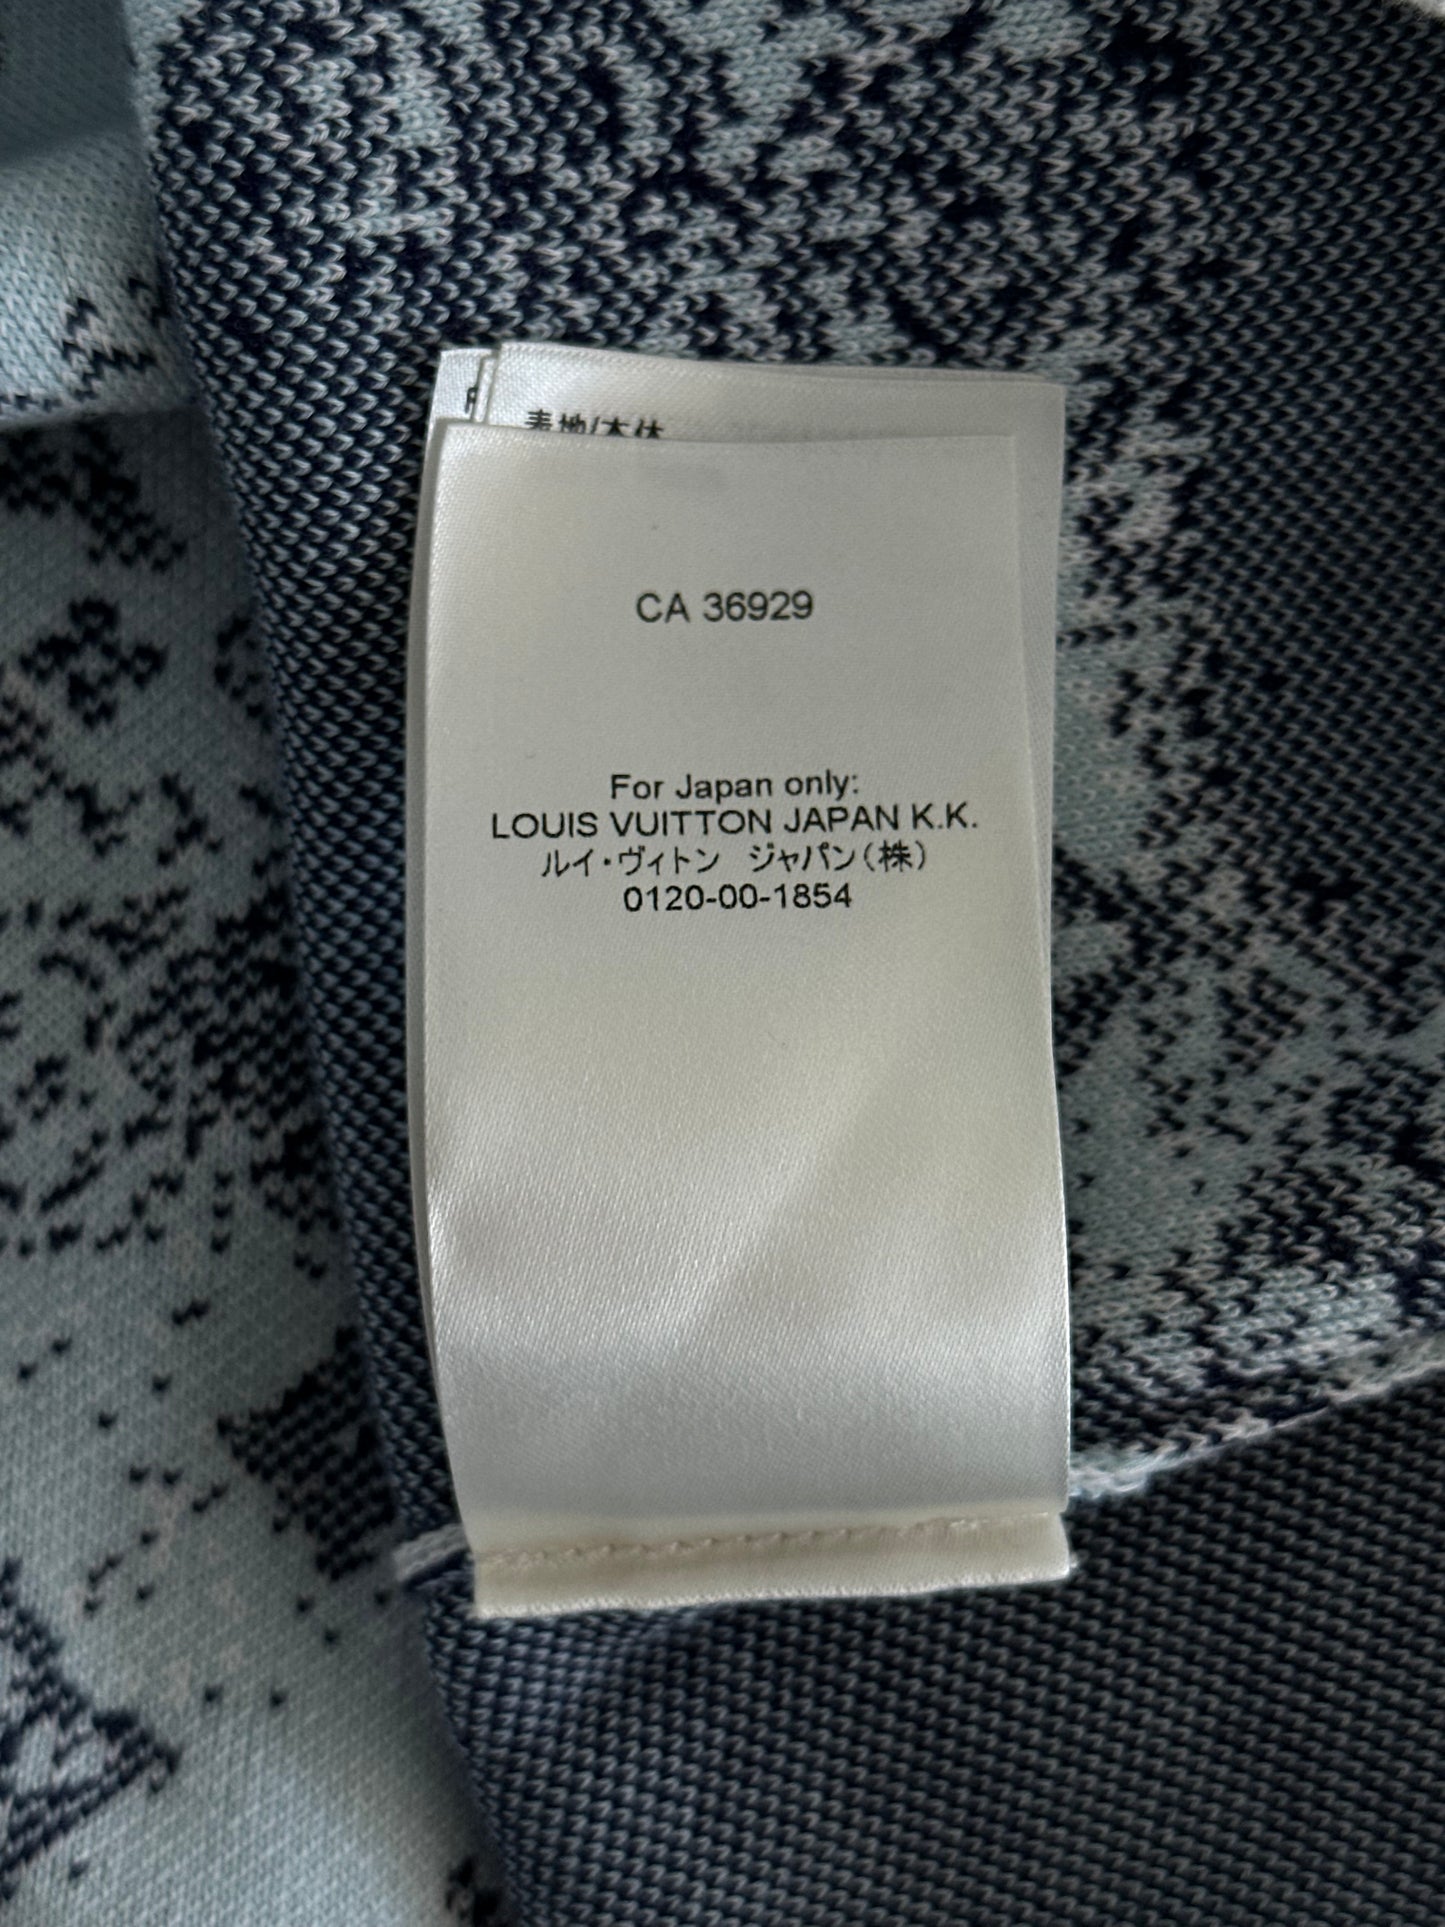 表地/本体
CA 36929
For Japan only:
LOUIS VUITTON JAPAN K.K.
ルイ・ヴィトン ジャパン(株)
0120-00-1854